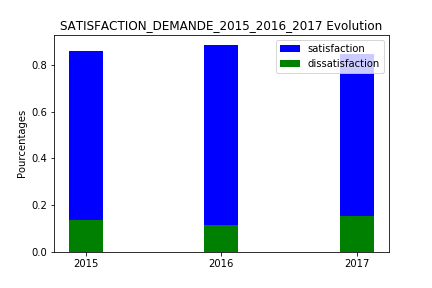 SATISFACTION_DEMANDE_2015_2016_2017 Evolution
satisfaction
dissatisfaction
Pourcentages
0.8
0.6
0.4
0.2
0.0
2015 2016 2017